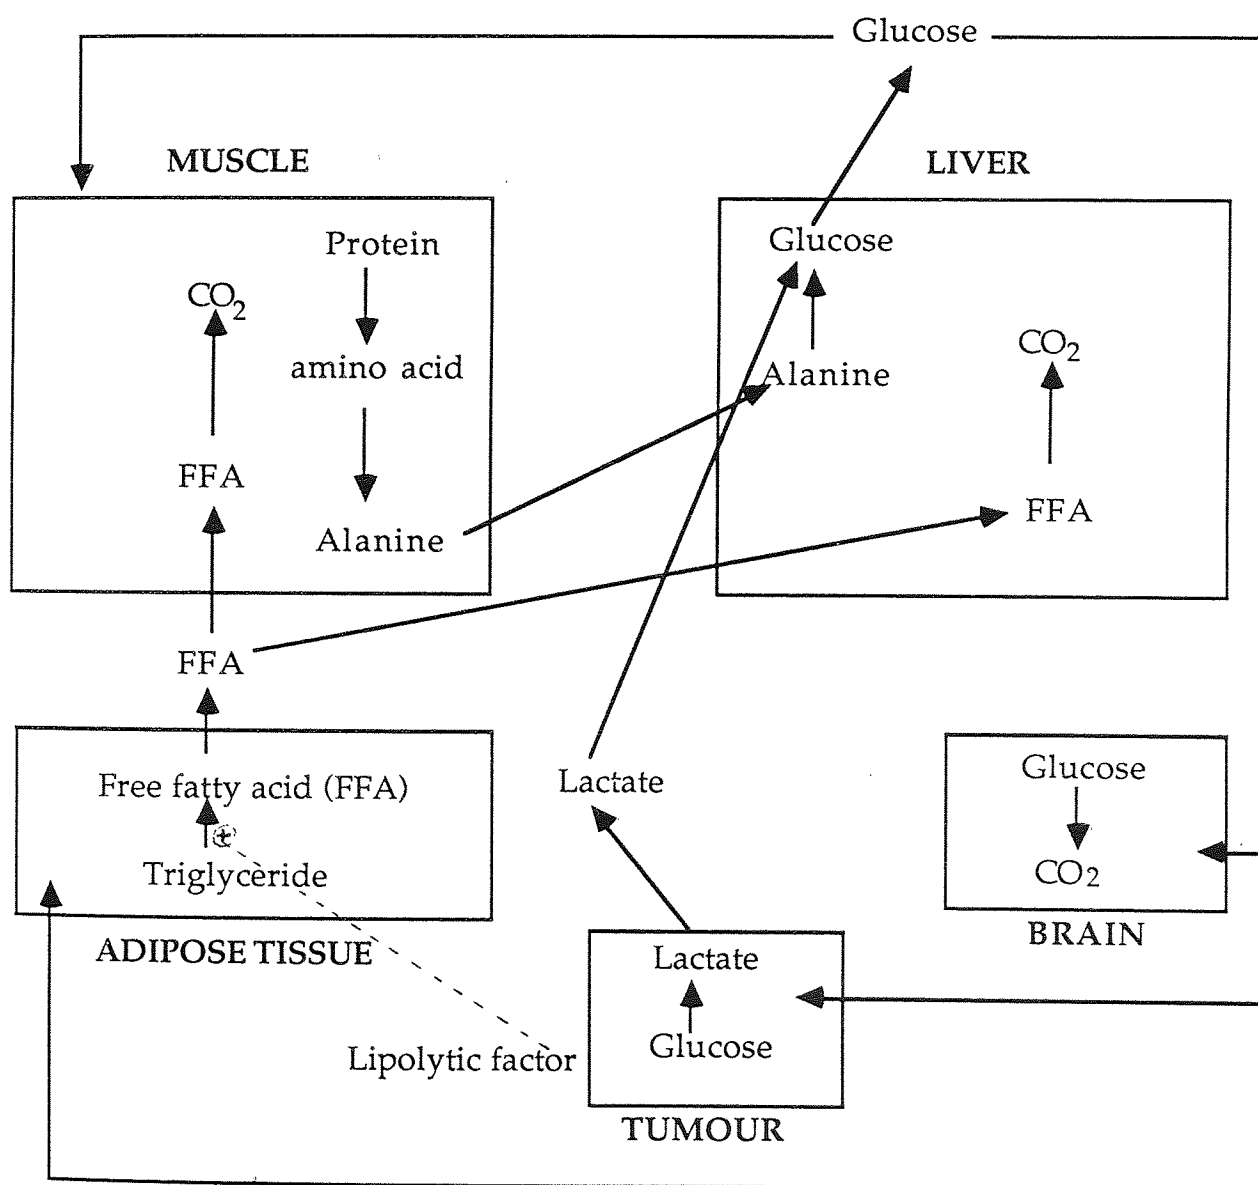 Glucose
MUSCLE
LIVER
Protein
CO2
amino acid
FFA
Alanine
Glucose
Alanine
CO2
FFA
FFA
Free fatty acid (FFA)
+
Triglyceride
ADIPOSE TISSUE
Lactate
Glucose
CO2
BRAIN
Lactate
Glucose
Lipolytic factor
TUMOUR